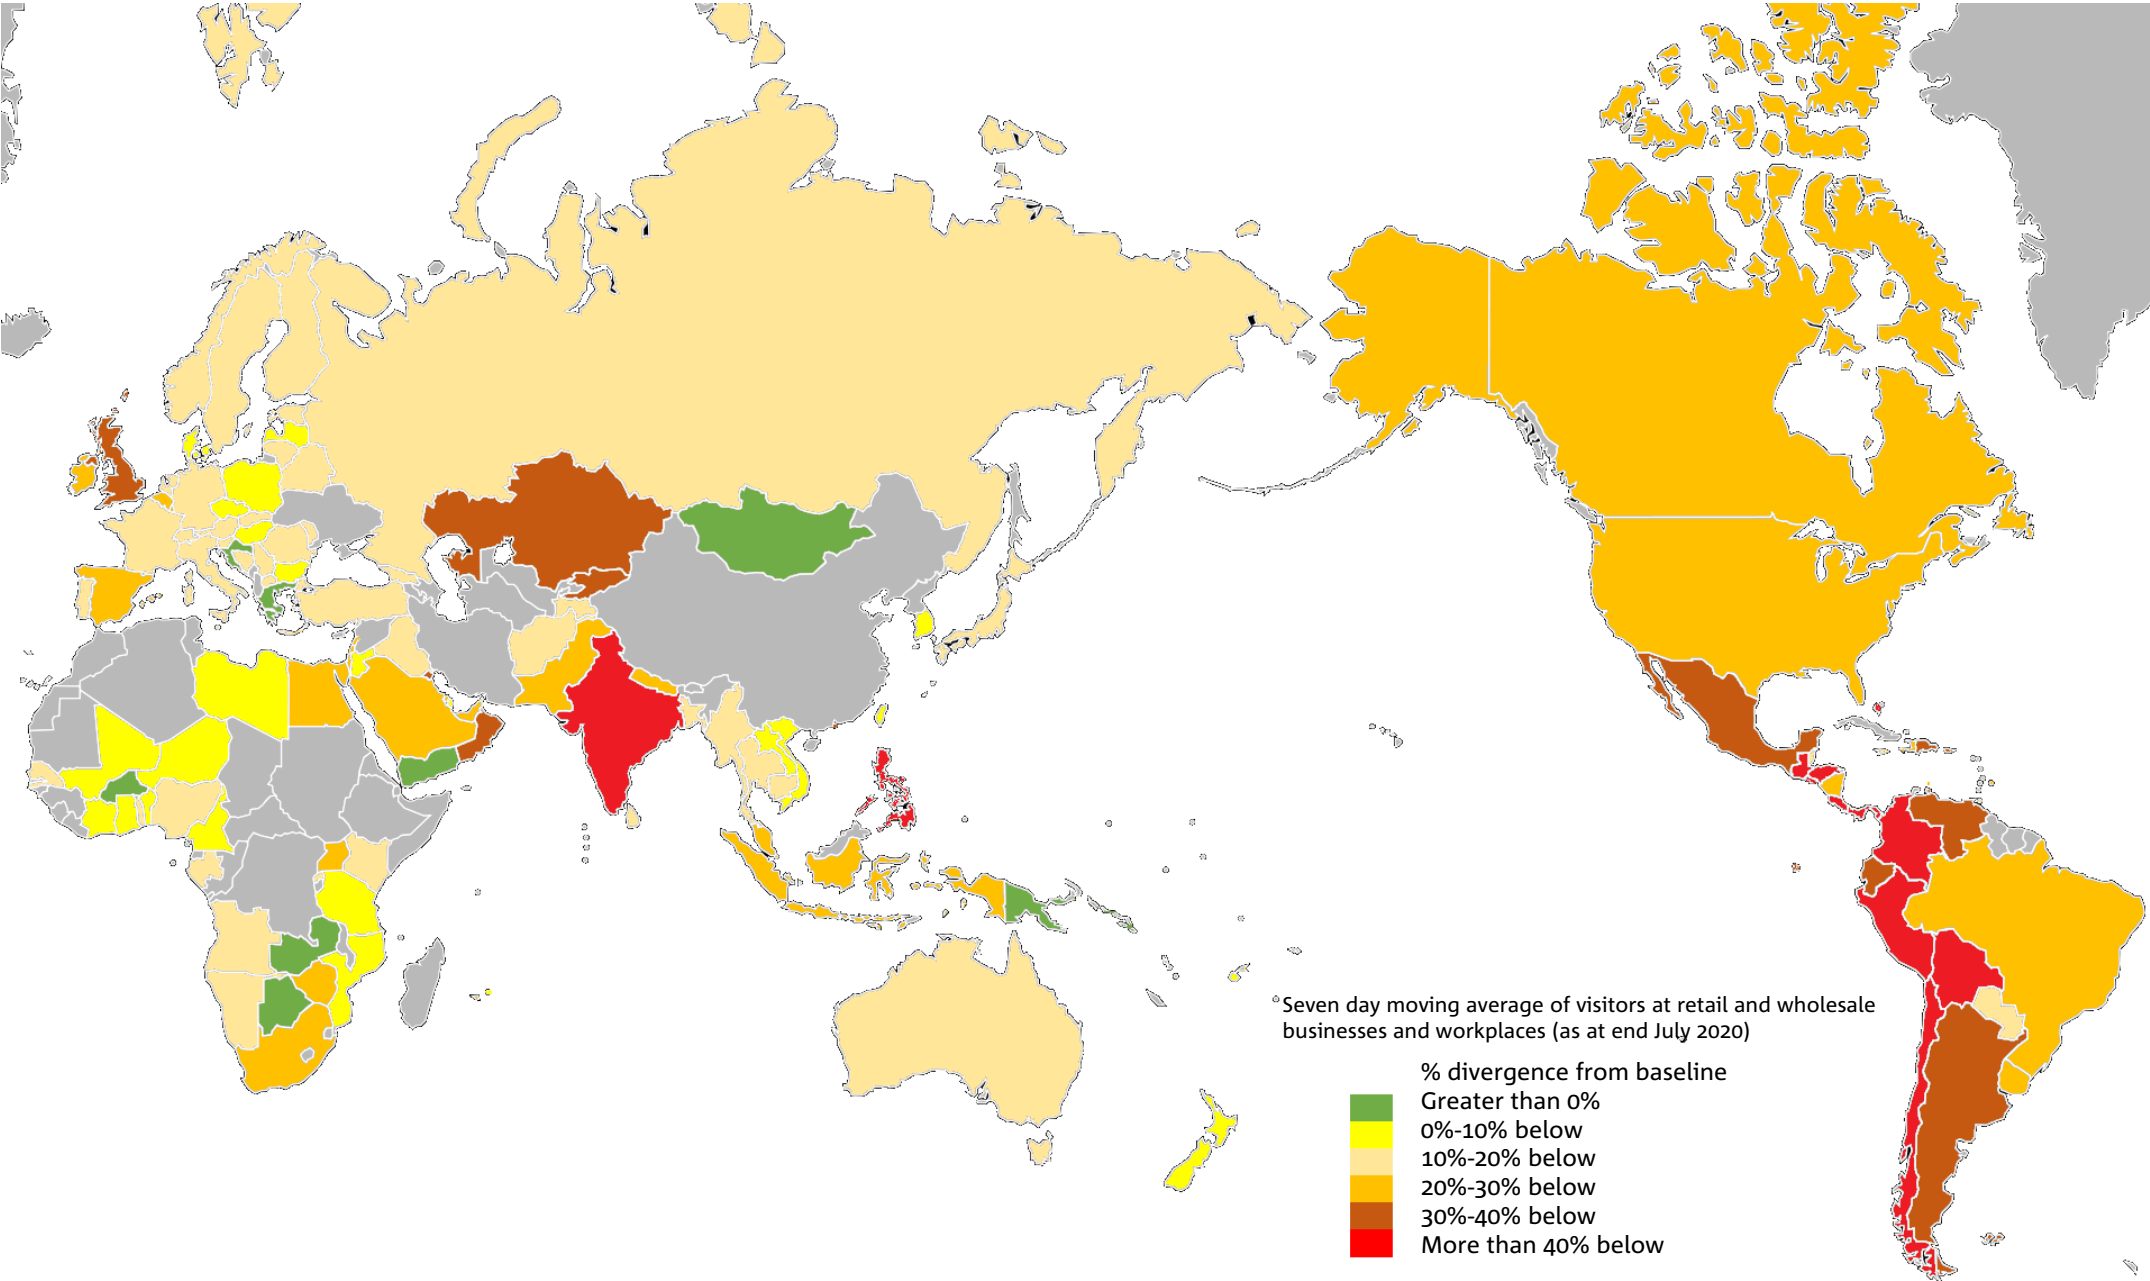 Seven day moving average of visitors at retail and wholesale
businesses and workplaces (as at end July 2020)
% divergence from baseline
Greater than 0%
0%-10% below
10%-20% below
20%-30% below
30%-40% below
More than 40% below